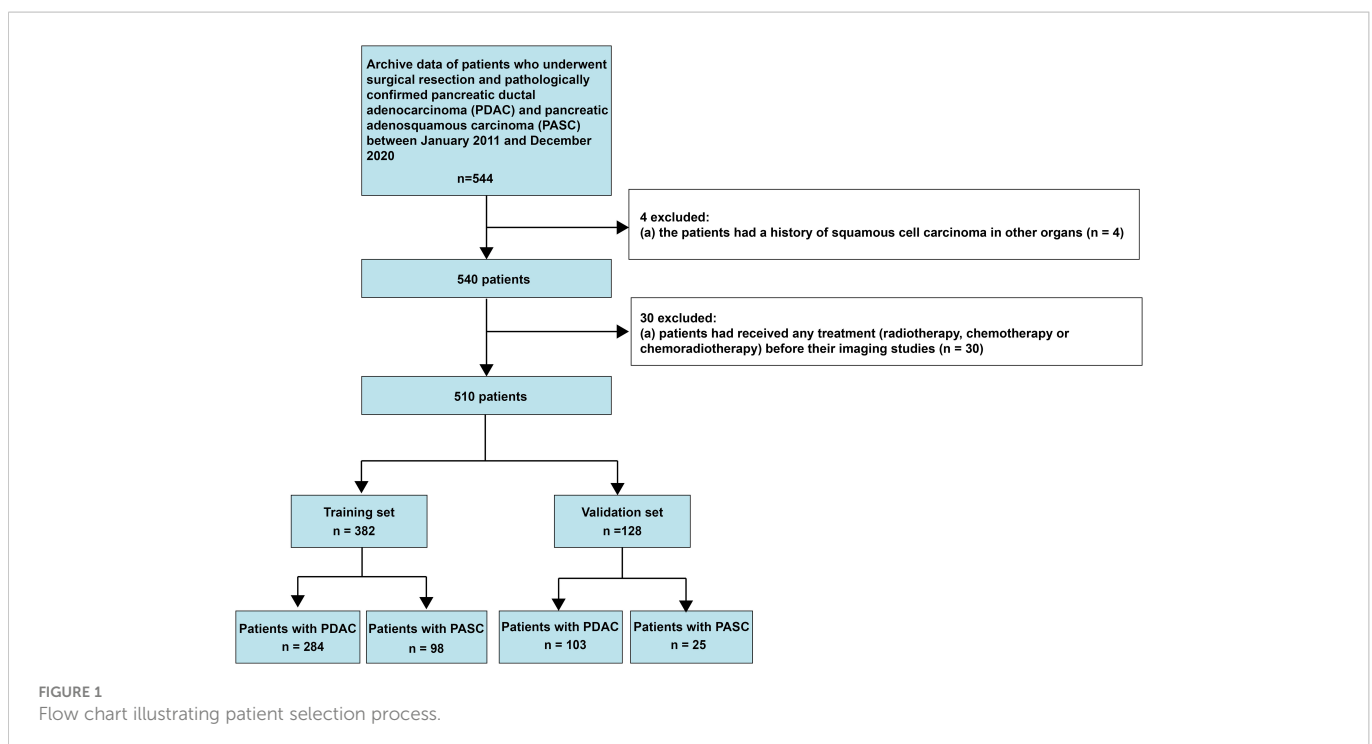 Archive data of patients who underwent
surgical resection and pathologically
confirmed pancreatic ductal
adenocarcinoma (PDAC) and pancreatic
adenosquamous carcinoma (PASC)
between January 2011 and December
2020
n=544
4 excluded:
(a) the patients had a history of squamous cell carcinoma in other organs (n = 4)
540 patients
30 excluded:
(a) patients had received any treatment (radiotherapy, chemotherapy or
chemoradiotherapy) before their imaging studies (n = 30)
510 patients
Training set
n = 382
Validation set
n =128
Patients with PDAC
n = 284
Patients with PASC
n = 98
Patients with PDAC
n = 103
Patients with PASC
n = 25
FIGURE 1
Flow chart illustrating patient selection process.